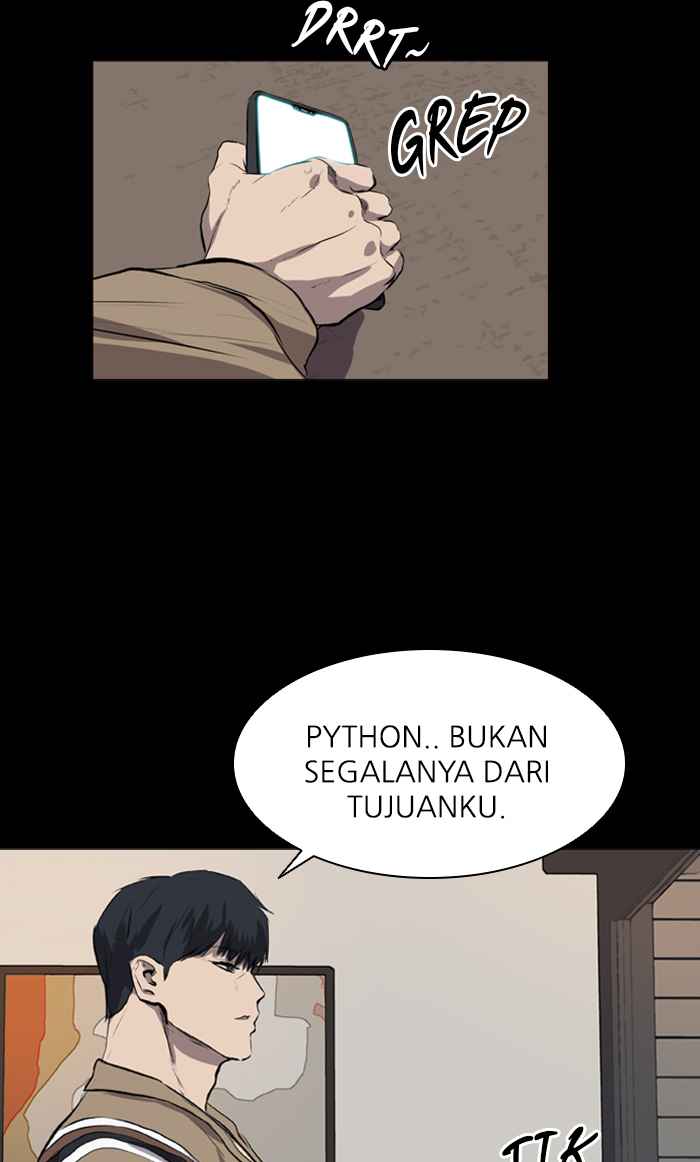 DRRT~
GREP
PYTHON.. BUKAN
SEGALANYA DARI
TUJUANKU.